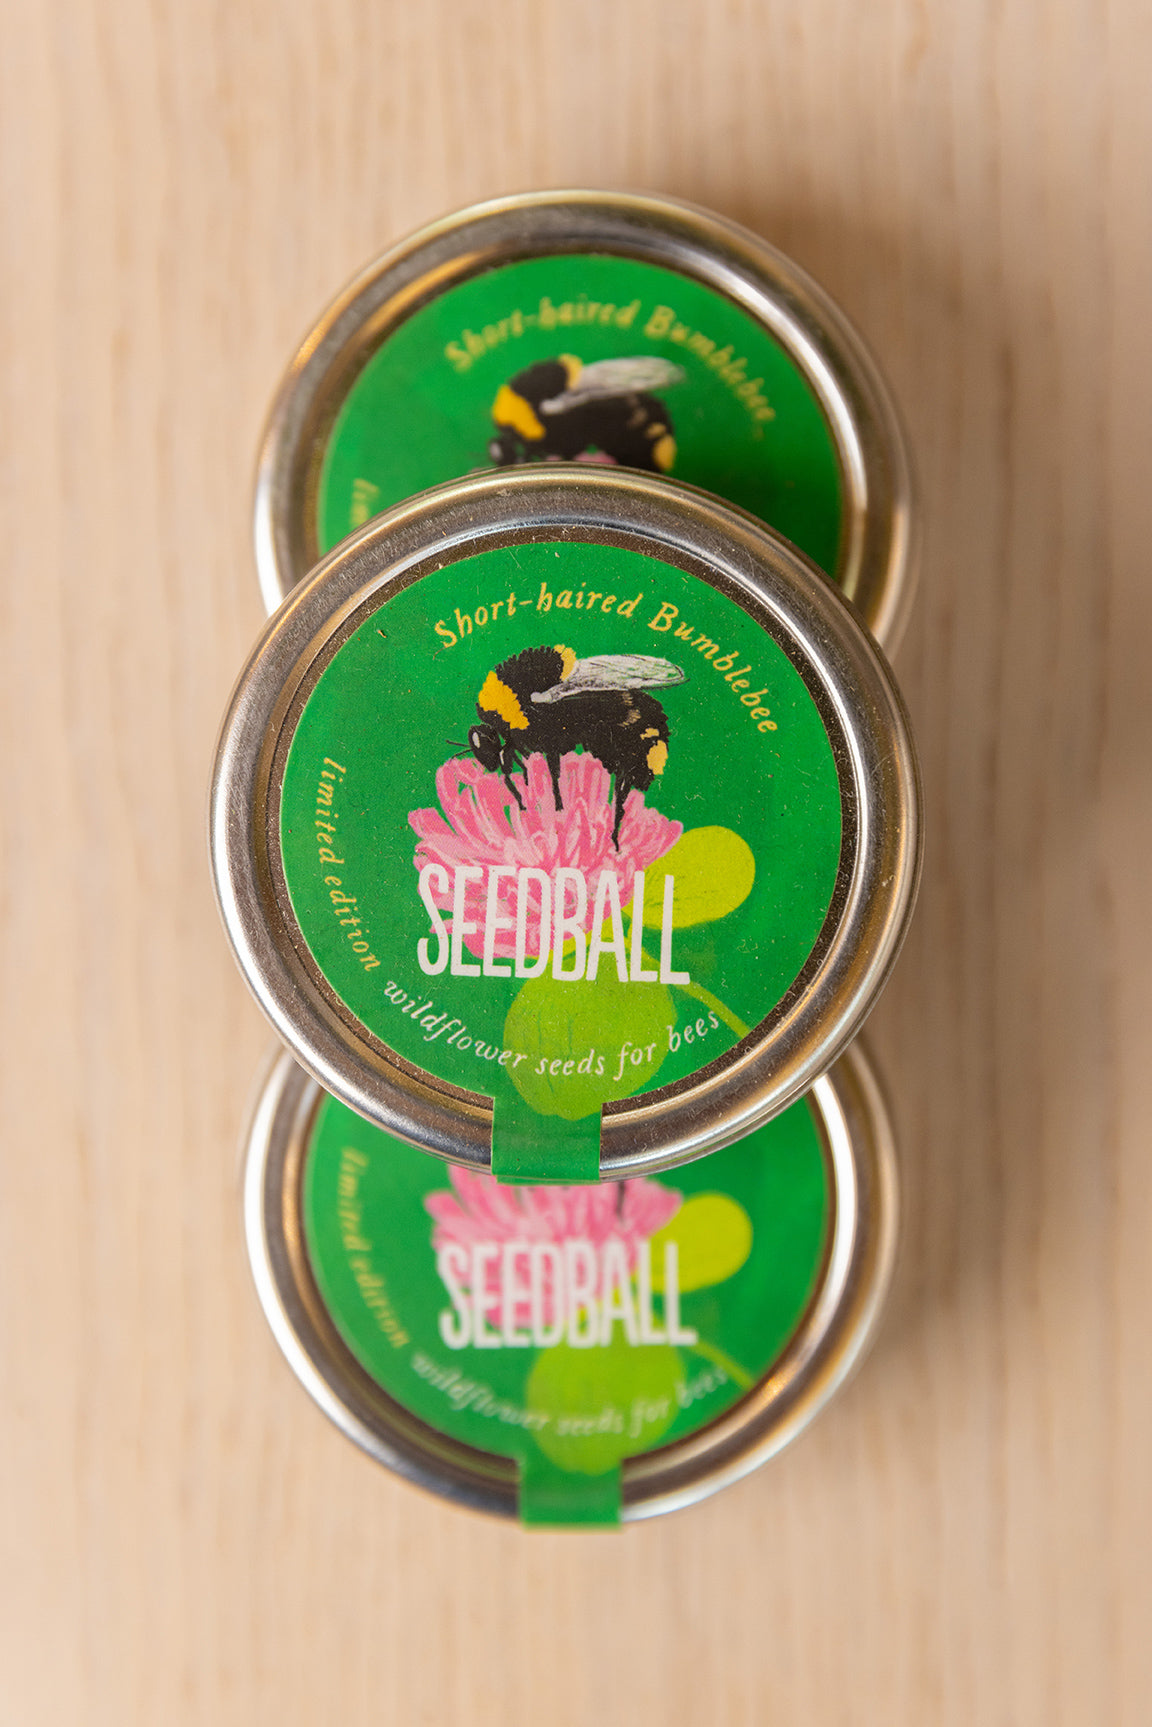 Short-haired Bumblebee
Short-haired Bumblebee
limited edition
SEEDBALL
wildflower seeds for bees
limited edition
SEEDBALL
wildflower seeds for bees